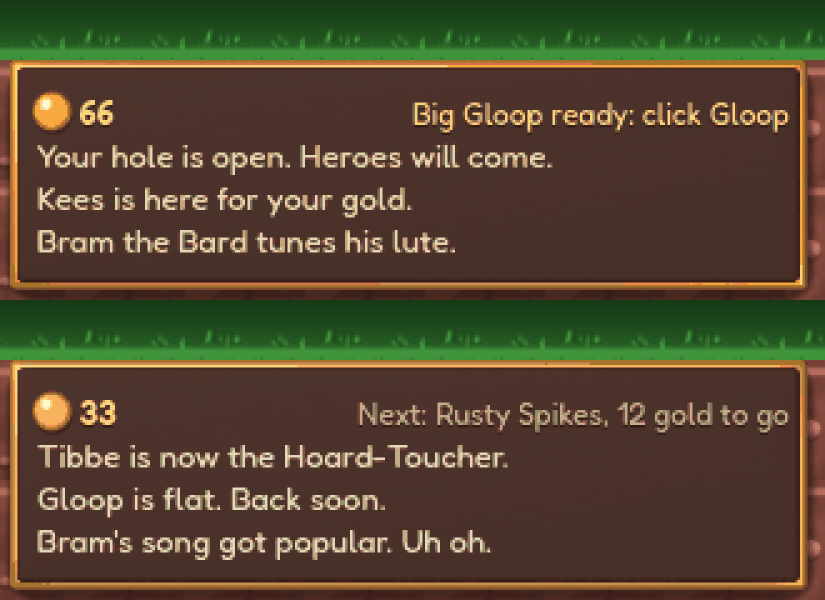 66
Big Gloop ready: click Gloop
Your hole is open. Heroes will come.
Kees is here for your gold.
Bram the Bard tunes his lute.
33
Next: Rusty Spikes, 12 gold to go
Tibbe is now the Hoard-Toucher.
Gloop is flat. Back soon.
Bram's song got popular. Uh oh.